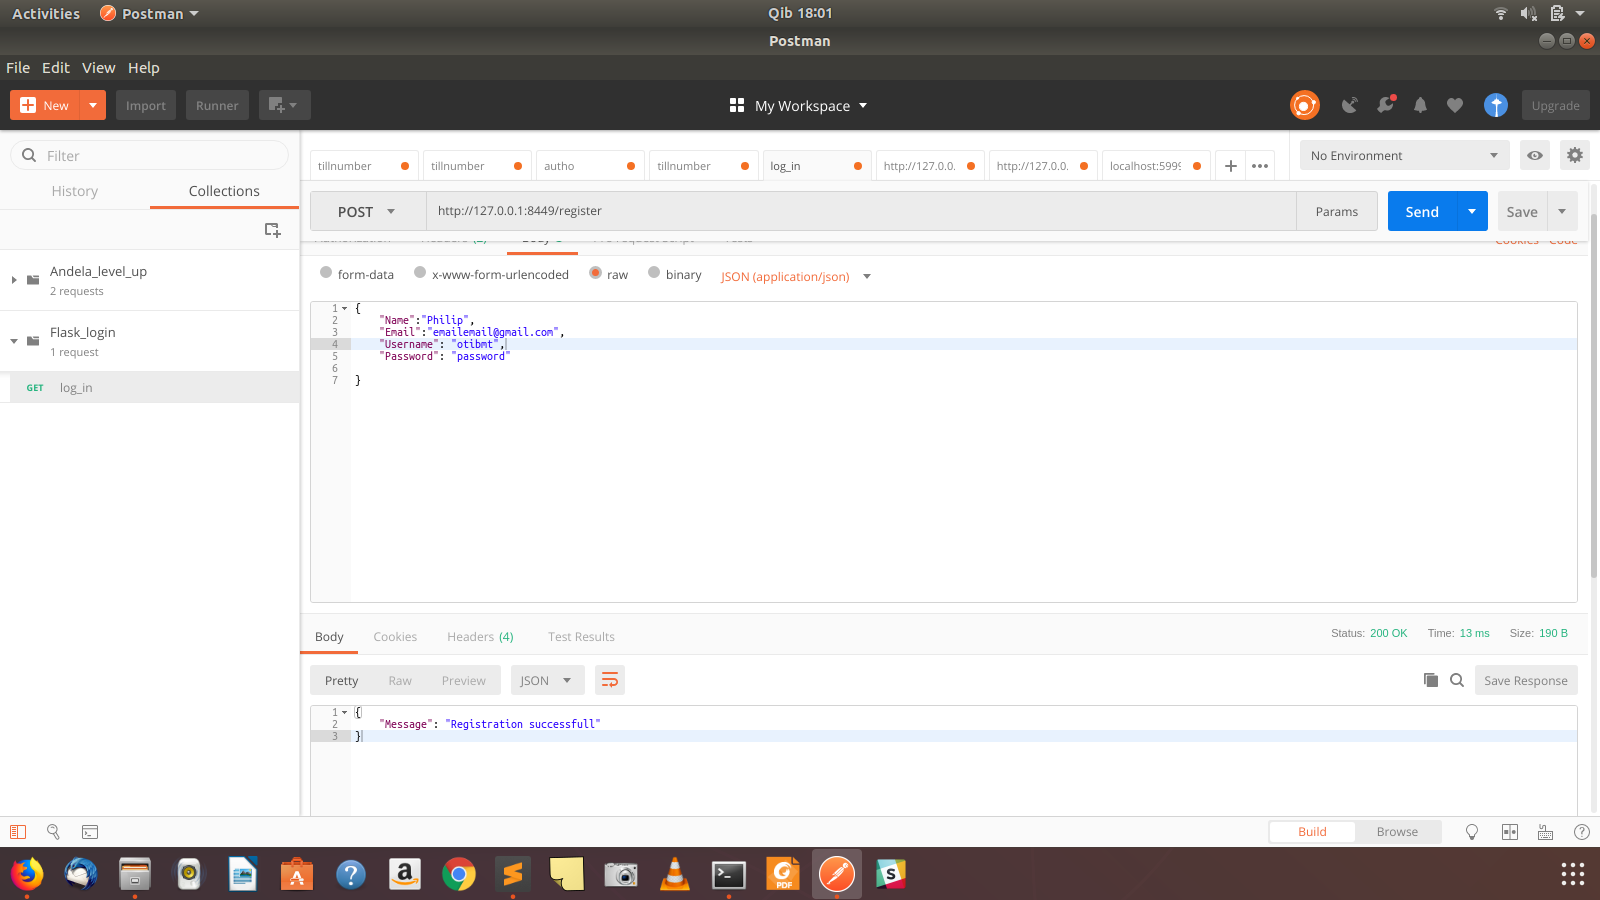 Activities Postman Qib 18:01
Postman
File Edit View Help
New Import Runner My Workspace Upgrade
Filter
History Collections
Andela_level_up
2 requests
Flask_login
1 request
GET log_in
tillnumber tillnumber autho tillnumber log_in http://127.0.0. http://127.0.0. localhost:5999 No Environment
POST http://127.0.0.1:8449/register Params Send Save
Cookies Code
form-data x-www-form-urlencoded raw binary JSON (application/json)
1 {
2 "Name":"Philip",
3 "Email":"emailemail@gmail.com",
4 "Username": "otibmt",
5 "Password": "password"
6
7 }
Body Cookies Headers (4) Test Results Status: 200 OK Time: 13 ms Size: 190 B
Pretty Raw Preview JSON Save Response
1 {
2 "Message": "Registration successfull"
3 }
Build Browse